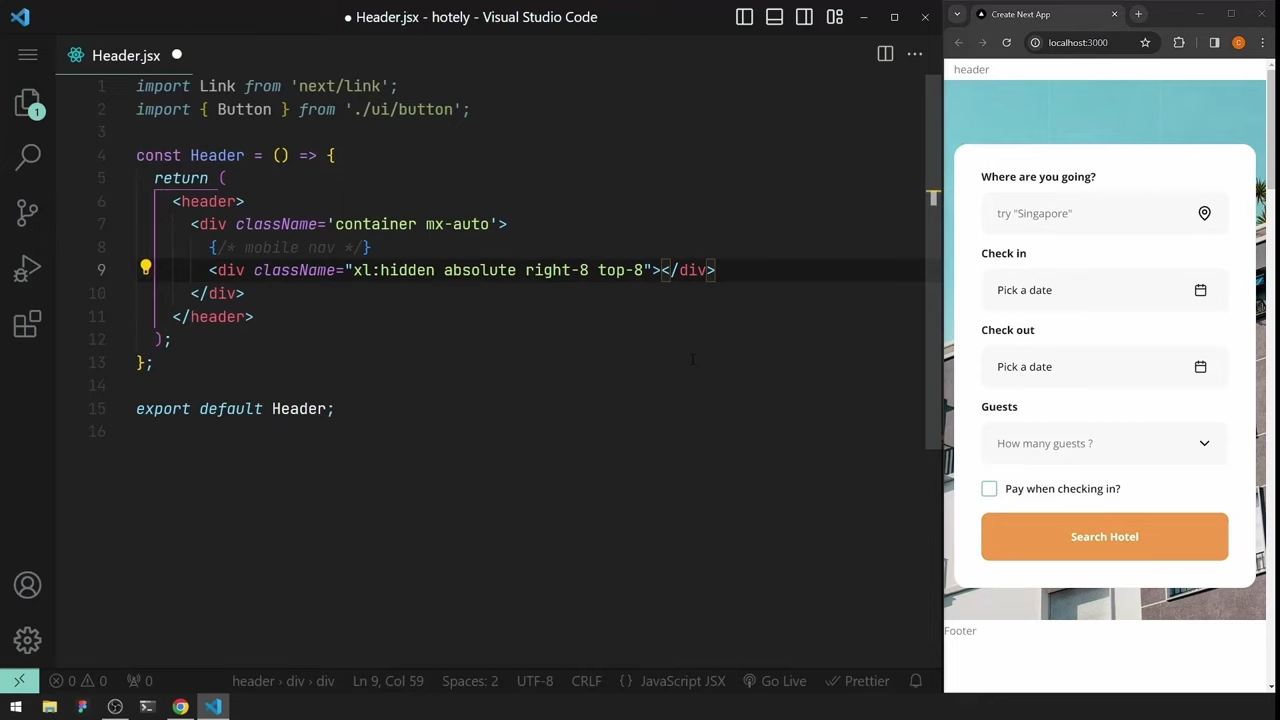 Header.jsx - hotely - Visual Studio Code
Header.jsx
1 import Link from 'next/link';
2 import { Button } from './ui/button';
3
4 const Header = () => {
5 return (
6 <header>
7 <div className='container mx-auto'>
8 {/* mobile nav */}
9 <div className="xl:hidden absolute right-8 top-8"></div>
10 </div>
11 </header>
12 );
13 };
14
15 export default Header;
16
1
0 0 0
header › div › div
Ln 9, Col 59
Spaces: 2
UTF-8
CRLF
{} JavaScript JSX
Go Live
Prettier
Create Next App
localhost:3000
C
header
Where are you going?
try "Singapore"
Check in
Pick a date
Check out
Pick a date
Guests
How many guests ?
Pay when checking in?
Search Hotel
Footer